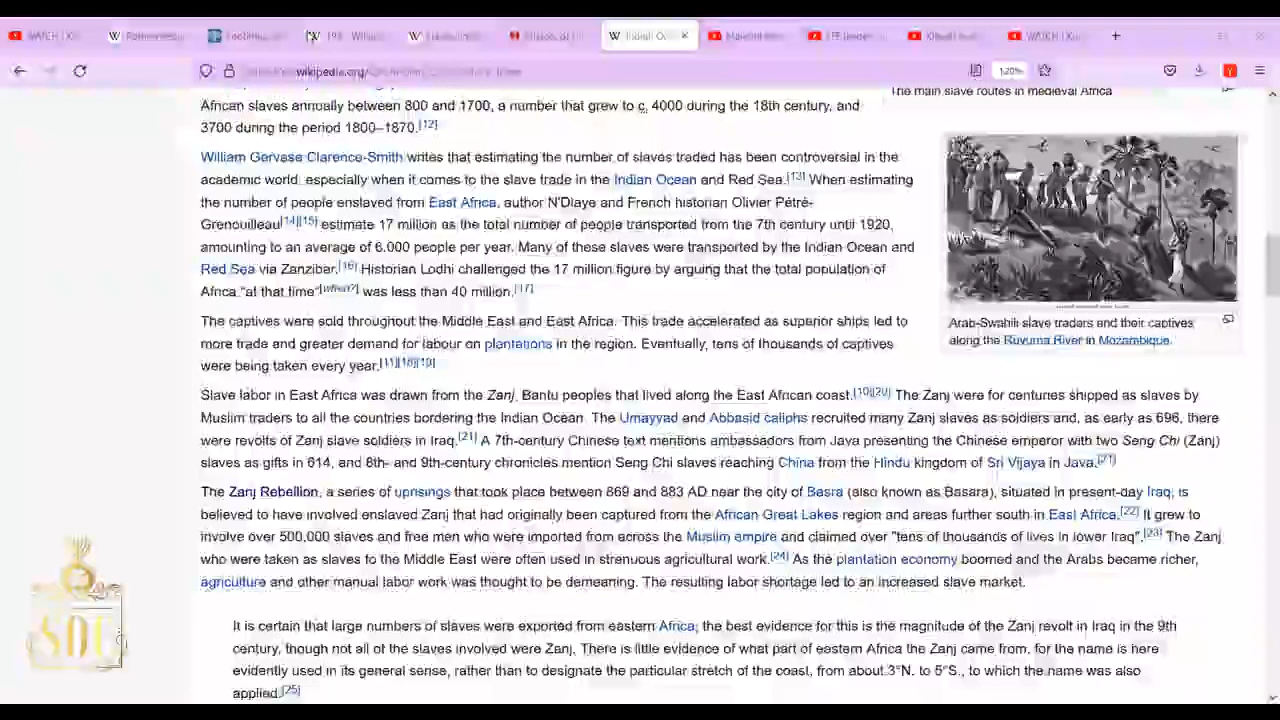 WATCH
W
W 193
W
W Indian Oc
WATCH
wikipedia.org/
120%
African slaves annually between 800 and 1700, a number that grew to c. 4000 during the 18th century, and
3700 during the period 1800–1870.[12]
The main slave routes in medieval Africa
William Gervase Clarence-Smith writes that estimating the number of slaves traded has been controversial in the
academic world, especially when it comes to the slave trade in the Indian Ocean and Red Sea.[13] When estimating
the number of people enslaved from East Africa, author N'Diaye and French historian Olivier Pétré-
Grenouilleau[14][15] estimate 17 million as the total number of people transported from the 7th century until 1920,
amounting to an average of 6,000 people per year. Many of these slaves were transported by the Indian Ocean and
Red Sea via Zanzibar.[16] Historian Lodhi challenged the 17 million figure by arguing that the total population of
Africa "at that time"[when?] was less than 40 million.[17]
Arab-Swahili slave traders and their captives
along the Ruvuma River in Mozambique.
The captives were sold throughout the Middle East and East Africa. This trade accelerated as superior ships led to
more trade and greater demand for labour on plantations in the region. Eventually, tens of thousands of captives
were being taken every year.[11][18][19]
Slave labor in East Africa was drawn from the Zanj, Bantu peoples that lived along the East African coast.[10][20] The Zanj were for centuries shipped as slaves by
Muslim traders to all the countries bordering the Indian Ocean. The Umayyad and Abbasid caliphs recruited many Zanj slaves as soldiers and, as early as 696, there
were revolts of Zanj slave soldiers in Iraq.[21] A 7th-century Chinese text mentions ambassadors from Java presenting the Chinese emperor with two Seng Chi (Zanj)
slaves as gifts in 614, and 8th- and 9th-century chronicles mention Seng Chi slaves reaching China from the Hindu kingdom of Sri Vijaya in Java.[21]
The Zanj Rebellion, a series of uprisings that took place between 869 and 883 AD near the city of Basra (also known as Basara), situated in present-day Iraq, is
believed to have involved enslaved Zanj that had originally been captured from the African Great Lakes region and areas further south in East Africa.[22] It grew to
involve over 500,000 slaves and free men who were imported from across the Muslim empire and claimed over "tens of thousands of lives in lower Iraq".[23] The Zanj
who were taken as slaves to the Middle East were often used in strenuous agricultural work.[24] As the plantation economy boomed and the Arabs became richer,
agriculture and other manual labor work was thought to be demeaning. The resulting labor shortage led to an increased slave market.
It is certain that large numbers of slaves were exported from eastern Africa; the best evidence for this is the magnitude of the Zanj revolt in Iraq in the 9th
century, though not all of the slaves involved were Zanj. There is little evidence of what part of eastern Africa the Zanj came from, for the name is here
evidently used in its general sense, rather than to designate the particular stretch of the coast, from about 3°N. to 5°S., to which the name was also
applied.[25]
SDC